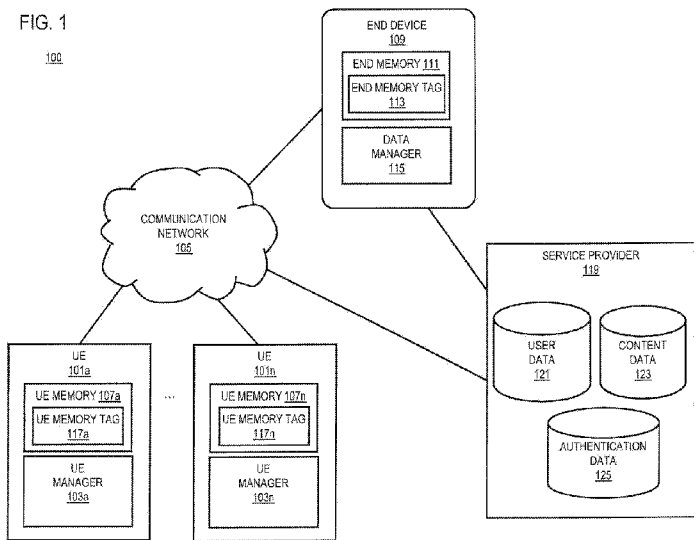 FIG. 1
100
END DEVICE
109
END MEMORY 111
END MEMORY TAG
113
DATA
MANAGER
115
COMMUNICATION
NETWORK
105
SERVICE PROVIDER
119
USER
DATA
121
CONTENT
DATA
123
AUTHENTICATION
DATA
125
UE
101a
UE MEMORY 107a
UE MEMORY TAG
117a
UE
MANAGER
103a
...
UE
101n
UE MEMORY 107n
UE MEMORY TAG
117n
UE
MANAGER
103n